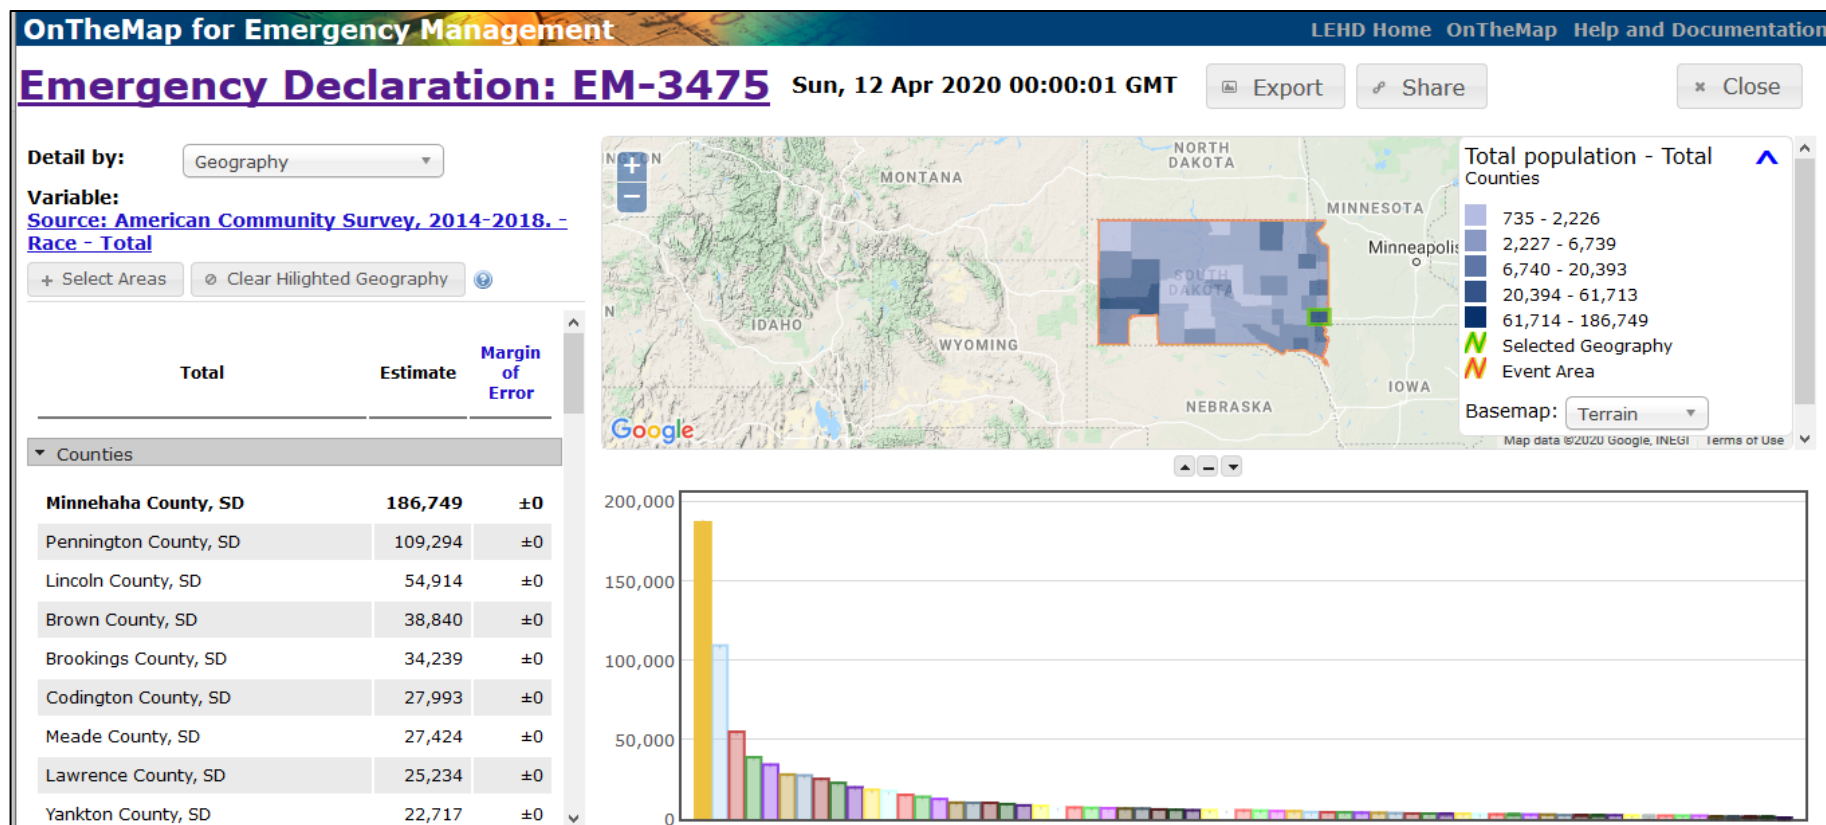 OnTheMap for Emergency Management
LEHD Home OnTheMap Help and Documentation
Emergency Declaration: EM-3475 Sun, 12 Apr 2020 00:00:01 GMT Export Share Close
Detail by: Geography
Variable:
Source: American Community Survey, 2014-2018. -
Race - Total
+ Select Areas Clear Hilighted Geography ?
Total Estimate Margin
of
Error
Counties
Minnehaha County, SD 186,749 ±0
Pennington County, SD 109,294 ±0
Lincoln County, SD 54,914 ±0
Brown County, SD 38,840 ±0
Brookings County, SD 34,239 ±0
Codington County, SD 27,993 ±0
Meade County, SD 27,424 ±0
Lawrence County, SD 25,234 ±0
Yankton County, SD 22,717 ±0
+
−
NORTH
DAKOTA
MONTANA
MINNESOTA
Minneapolis
SOUTH
DAKOTA
IDAHO
WYOMING
IOWA
NEBRASKA
Google
Total population - Total
Counties
735 - 2,226
2,227 - 6,739
6,740 - 20,393
20,394 - 61,713
61,714 - 186,749
Selected Geography
Event Area
Basemap: Terrain
Map data ©2020 Google, INEGI Terms of Use
200,000
150,000
100,000
50,000
0